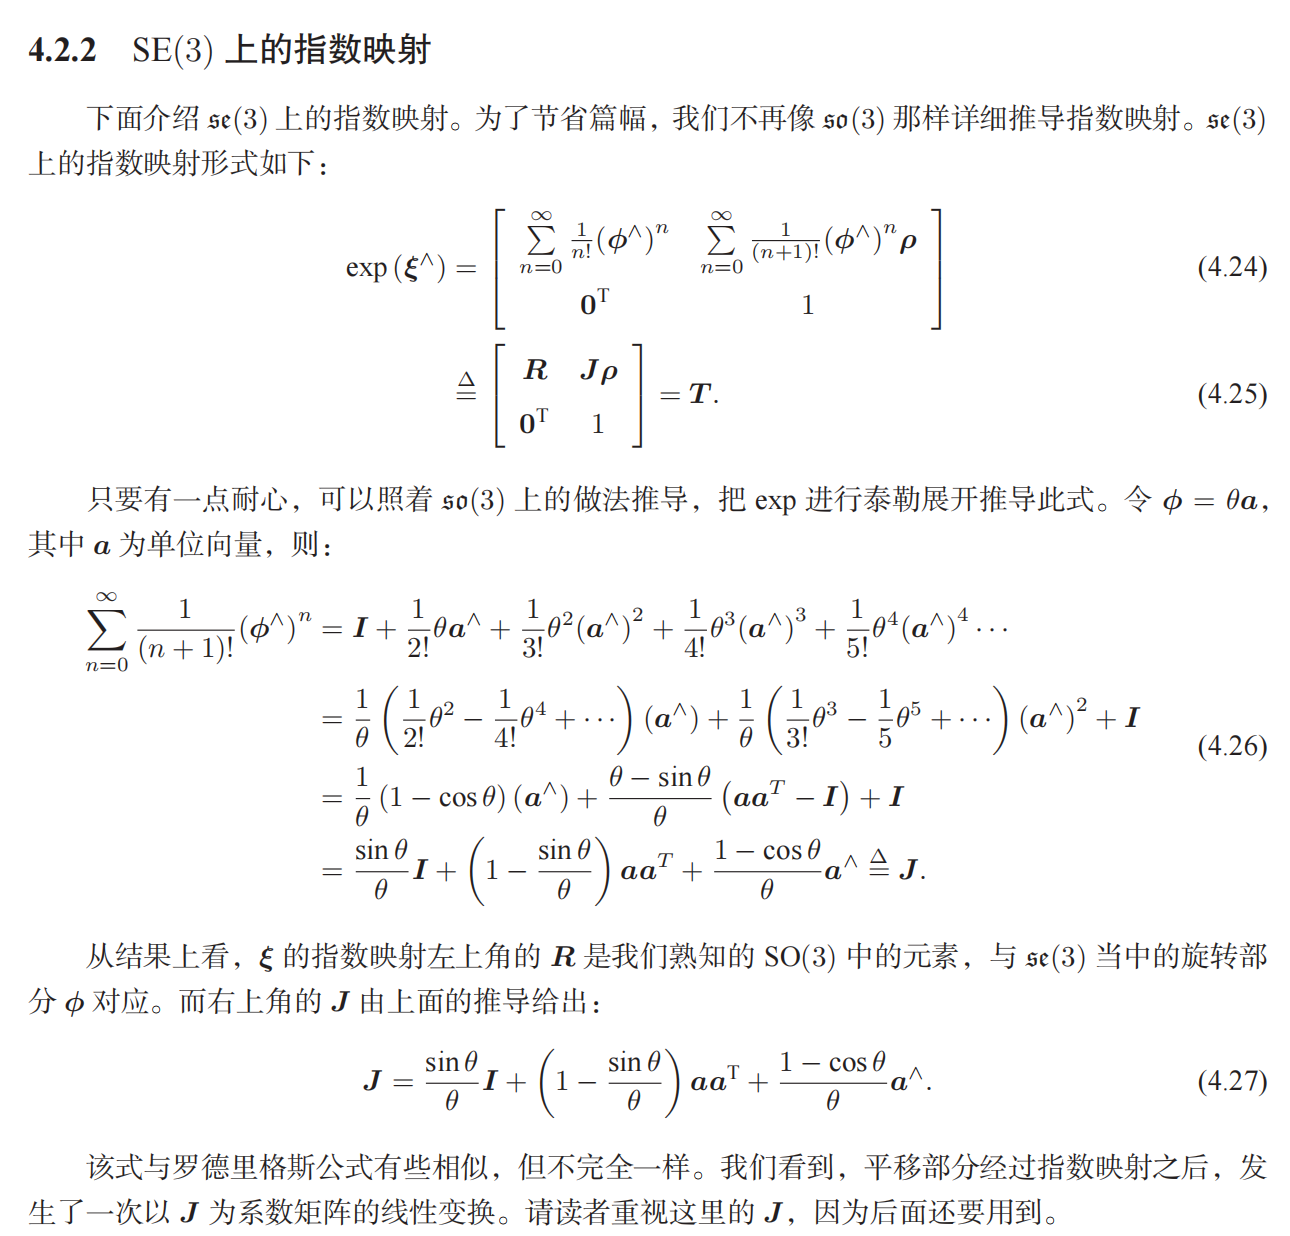 4.2.2 SE(3) 上的指数映射
下面介绍 𝔰𝔢(3) 上的指数映射。为了节省篇幅，我们不再像 𝔰𝔬(3) 那样详细推导指数映射。𝔰𝔢(3)
上的指数映射形式如下：
$$\exp(\boldsymbol{\xi}^{\wedge}) = \begin{bmatrix} \sum\limits_{n=0}^{\infty} \frac{1}{n!}(\boldsymbol{\phi}^{\wedge})^n & \sum\limits_{n=0}^{\infty} \frac{1}{(n+1)!}(\boldsymbol{\phi}^{\wedge})^n \boldsymbol{\rho} \\ \boldsymbol{0}^{\mathrm{T}} & 1 \end{bmatrix}$$ (4.24)
$$\stackrel{\Delta}{=} \begin{bmatrix} \boldsymbol{R} & \boldsymbol{J\rho} \\ \boldsymbol{0}^{\mathrm{T}} & 1 \end{bmatrix} = \boldsymbol{T}.$$ (4.25)
只要有一点耐心，可以照着 𝔰𝔬(3) 上的做法推导，把 exp 进行泰勒展开推导此式。令 $\boldsymbol{\phi} = \theta\boldsymbol{a}$，
其中 $\boldsymbol{a}$ 为单位向量，则：
$$\sum_{n=0}^{\infty} \frac{1}{(n+1)!}(\boldsymbol{\phi}^{\wedge})^n = \boldsymbol{I} + \frac{1}{2!}\theta\boldsymbol{a}^{\wedge} + \frac{1}{3!}\theta^2(\boldsymbol{a}^{\wedge})^2 + \frac{1}{4!}\theta^3(\boldsymbol{a}^{\wedge})^3 + \frac{1}{5!}\theta^4(\boldsymbol{a}^{\wedge})^4 \cdots$$
$$= \frac{1}{\theta}\left(\frac{1}{2!}\theta^2 - \frac{1}{4!}\theta^4 + \cdots\right)(\boldsymbol{a}^{\wedge}) + \frac{1}{\theta}\left(\frac{1}{3!}\theta^3 - \frac{1}{5}\theta^5 + \cdots\right)(\boldsymbol{a}^{\wedge})^2 + \boldsymbol{I}$$ (4.26)
$$= \frac{1}{\theta}(1 - \cos\theta)(\boldsymbol{a}^{\wedge}) + \frac{\theta - \sin\theta}{\theta}\left(\boldsymbol{a}\boldsymbol{a}^T - \boldsymbol{I}\right) + \boldsymbol{I}$$
$$= \frac{\sin\theta}{\theta}\boldsymbol{I} + \left(1 - \frac{\sin\theta}{\theta}\right)\boldsymbol{a}\boldsymbol{a}^T + \frac{1 - \cos\theta}{\theta}\boldsymbol{a}^{\wedge} \stackrel{\Delta}{=} \boldsymbol{J}.$$
从结果上看，$\boldsymbol{\xi}$ 的指数映射左上角的 $\boldsymbol{R}$ 是我们熟知的 SO(3) 中的元素，与 𝔰𝔢(3) 当中的旋转部
分 $\boldsymbol{\phi}$ 对应。而右上角的 $\boldsymbol{J}$ 由上面的推导给出：
$$\boldsymbol{J} = \frac{\sin\theta}{\theta}\boldsymbol{I} + \left(1 - \frac{\sin\theta}{\theta}\right)\boldsymbol{a}\boldsymbol{a}^{\mathrm{T}} + \frac{1 - \cos\theta}{\theta}\boldsymbol{a}^{\wedge}.$$ (4.27)
该式与罗德里格斯公式有些相似，但不完全一样。我们看到，平移部分经过指数映射之后，发
生了一次以 $\boldsymbol{J}$ 为系数矩阵的线性变换。请读者重视这里的 $\boldsymbol{J}$，因为后面还要用到。